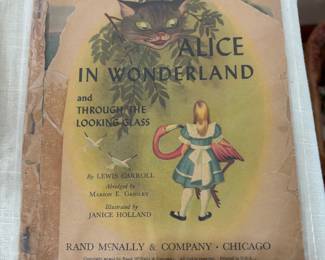 ALICE
IN WONDERLAND
and
THROUGH THE
LOOKING GLASS
By LEWIS CARROLL
Abridged by
MARION E. GRIDLEY
Illustrated by
JANICE HOLLAND
RAND MCNALLY & COMPANY · CHICAGO